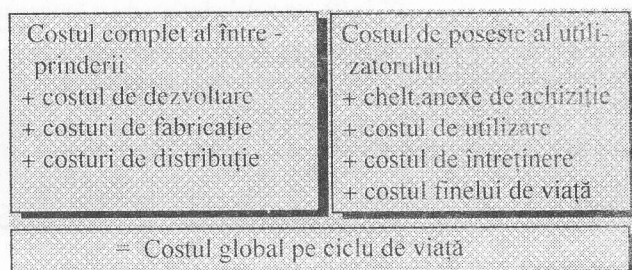 Costul complet al între -
prinderii
+ costul de dezvoltare
+ costuri de fabricație
+ costuri de distribuție
Costul de posesie al utili-
zatorului
+ chelt.anexe de achiziție
+ costul de utilizare
+ costul de întreținere
+ costul finelui de viață
= Costul global pe ciclu de viață